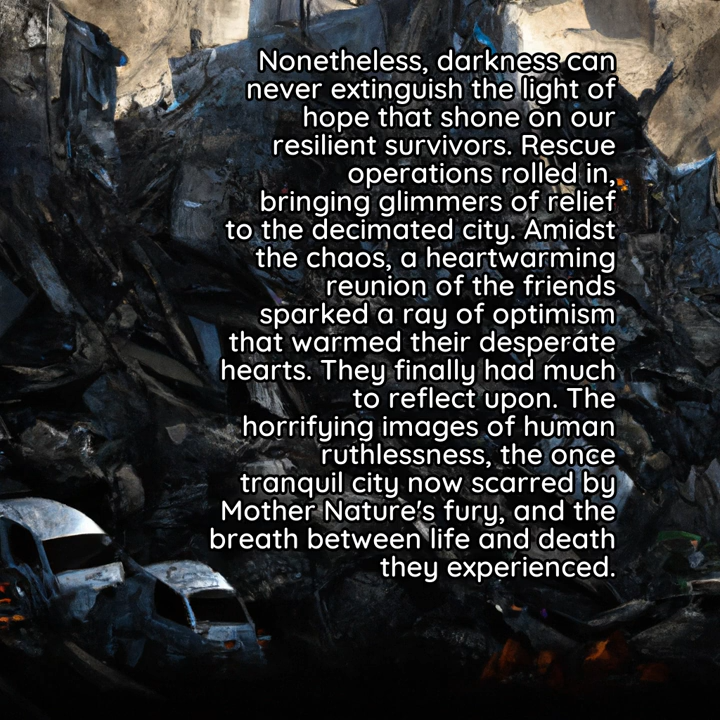 Nonetheless, darkness can
never extinguish the light of
hope that shone on our
resilient survivors. Rescue
operations rolled in,
bringing glimmers of relief
to the decimated city. Amidst
the chaos, a heartwarming
reunion of the friends
sparked a ray of optimism
that warmed their desperate
hearts. They finally had much
to reflect upon. The
horrifying images of human
ruthlessness, the once
tranquil city now scarred by
Mother Nature's fury, and the
breath between life and death
they experienced.